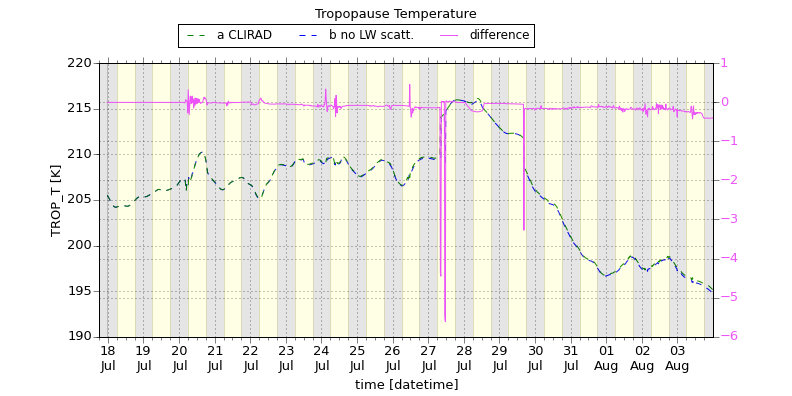 Tropopause Temperature
a CLIRAD b no LW scatt. difference
220
215
210
205
200
195
190
TROP_T [K]
1
0
−1
−2
−3
−4
−5
−6
18 19 20 21 22 23 24 25 26 27 28 29 30 31 01 02 03
Jul Jul Jul Jul Jul Jul Jul Jul Jul Jul Jul Jul Jul Jul Aug Aug Aug
time [datetime]